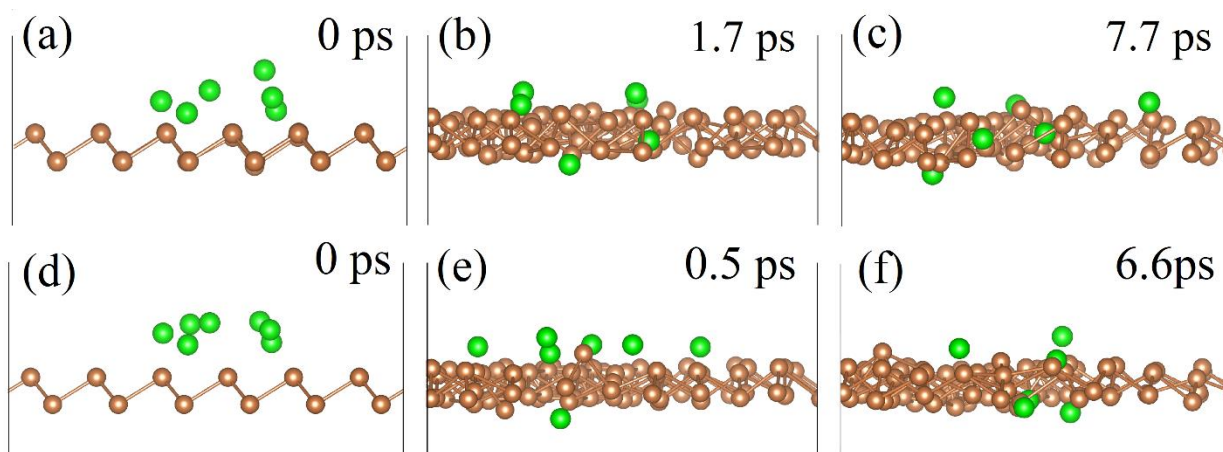 (a) 0 ps
(b) 1.7 ps
(c) 7.7 ps
(d) 0 ps
(e) 0.5 ps
(f) 6.6ps